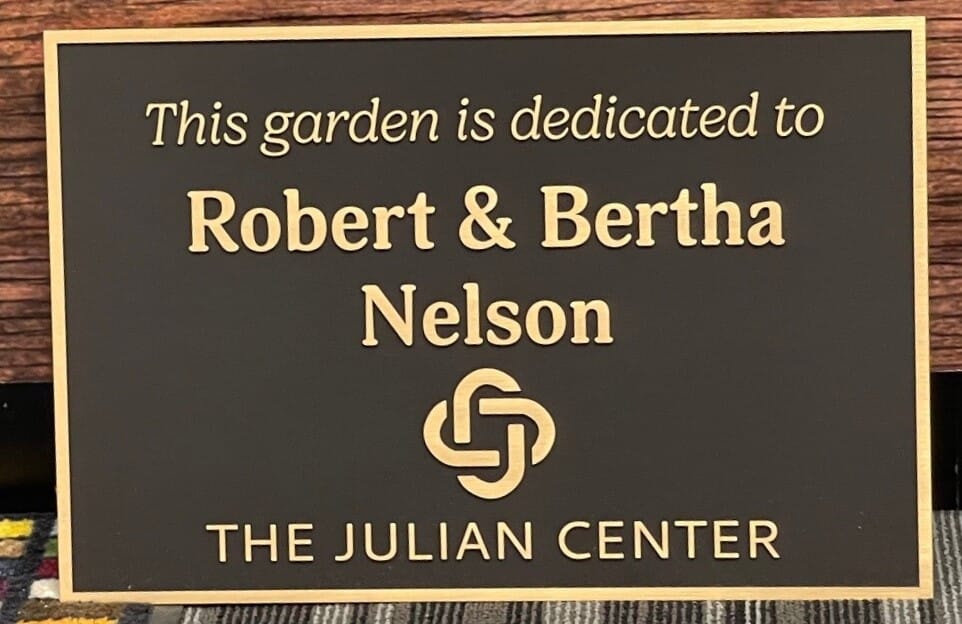 This garden is dedicated to
Robert & Bertha
Nelson
THE JULIAN CENTER